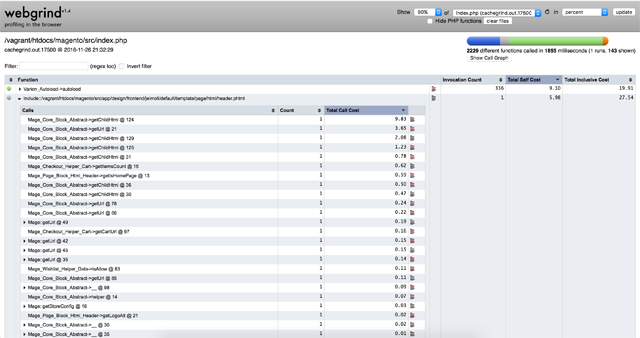 webgrind v1.4
profiling in the browser
Show 90% of index.php (cachegrind.out.17500 in percent update
Hide PHP functions clear files
/vagrant/htdocs/magento/src/index.php
cachegrind.out.17500 @ 2016-11-26 21:02:29
2229 different functions called in 1855 milliseconds (1 runs, 143 shown)
Show Call Graph
Filter: (regex too) Invert filter
Function Invocation Count Total Self Cost Total Inclusive Cost
Varien_Autoload->autoload 336 9.10 19.91
include::/vagrant/htdocs/magento/src/app/design/frontend/jwimoli/default/template/page/html/header.phtml 1 5.98 27.54
Calls Count Total Call Cost
Mage_Core_Block_Abstract->getChildHtml @ 124 1 9.83
Mage_Core_Block_Abstract->getUrl @ 21 1 3.65
Mage_Core_Block_Abstract->getChildHtml @ 129 1 2.08
Mage_Core_Block_Abstract->getChildHtml @ 125 1 1.23
Mage_Core_Block_Abstract->getChildHtml @ 31 1 0.78
Mage_Checkout_Helper_Cart->getItemsCount @ 15 1 0.62
Mage_Page_Block_Html_Header->getIsHomePage @ 13 1 0.55
Mage_Core_Block_Abstract->getChildHtml @ 36 1 0.50
Mage_Core_Block_Abstract->getChildHtml @ 39 1 0.47
Mage_Core_Block_Abstract->getUrl @ 78 1 0.24
Mage_Core_Block_Abstract->getUrl @ 66 1 0.22
Mage::getUrl @ 49 1 0.19
Mage_Checkout_Helper_Cart->getCartUrl @ 97 1 0.16
Mage::getUrl @ 42 1 0.15
Mage::getUrl @ 45 1 0.15
Mage::getUrl @ 35 1 0.14
Mage_Wishlist_Helper_Data->isAllow @ 83 1 0.11
Mage_Core_Block_Abstract->getUrl @ 85 1 0.11
Mage_Core_Block_Abstract->__ @ 98 1 0.09
Mage_Core_Block_Abstract->helper @ 14 1 0.07
Mage::getStoreConfig @ 16 1 0.03
Mage_Page_Block_Html_Header->getLogoAlt @ 21 1 0.02
Mage_Core_Block_Abstract->__ @ 30 1 0.02
Mage_Core_Block_Abstract->__ @ 35 1 0.01